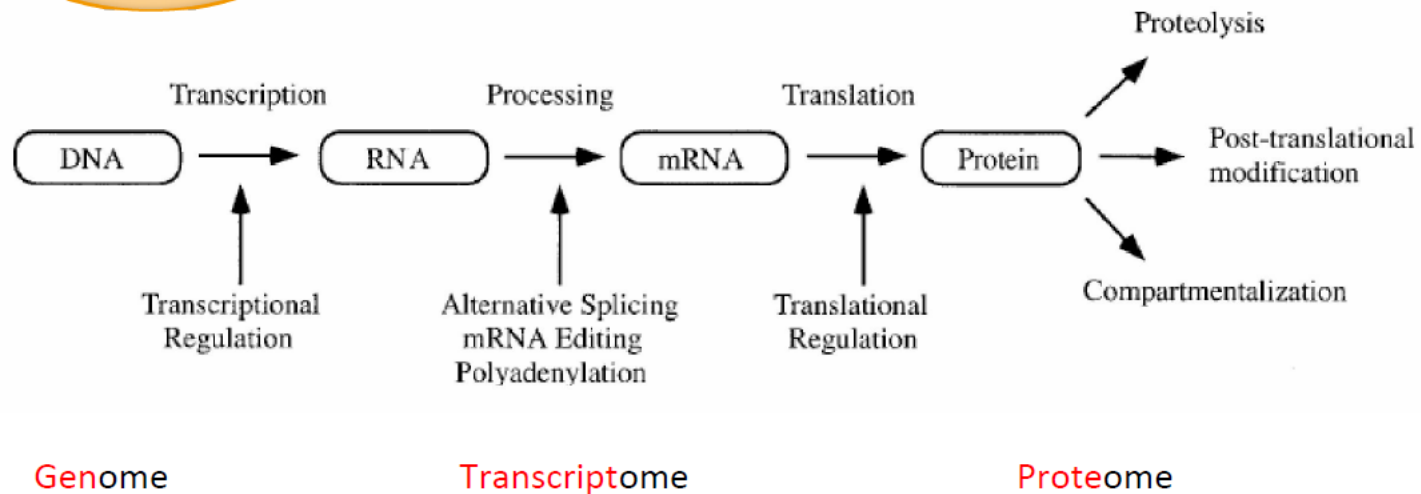 Proteolysis
Transcription
Processing
Translation
DNA
RNA
mRNA
Protein
Post-translational
modification
Transcriptional
Regulation
Alternative Splicing
mRNA Editing
Polyadenylation
Translational
Regulation
Compartmentalization
Genome
Transcriptome
Proteome